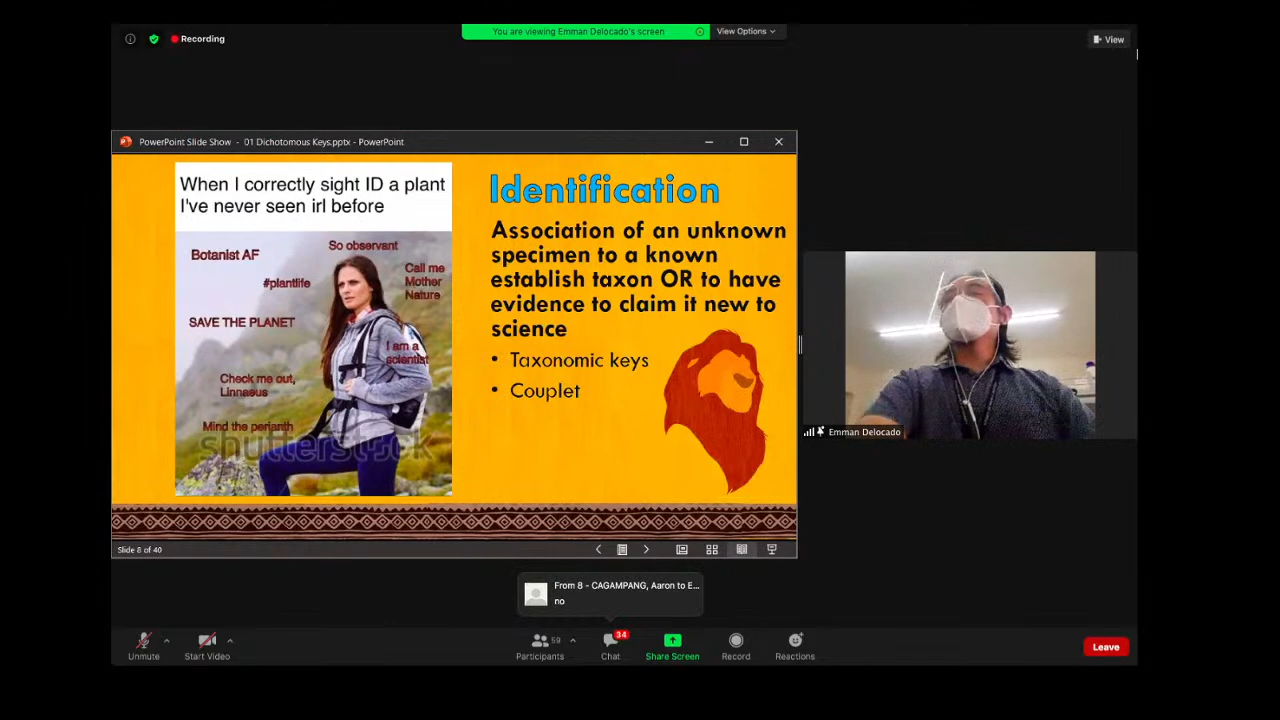 Recording
You are viewing Emman Delocado's screen
View Options
View
PowerPoint Slide Show - 01 Dichotomous Keys.pptx - PowerPoint
When I correctly sight ID a plant
I've never seen irl before
Botanist AF
So observant
#plantlife
Call me
Mother
Nature
SAVE THE PLANET
I am a
scientist
Check me out,
Linnaeus
Mind the perianth
shutterstock
Identification
Association of an unknown
specimen to a known
establish taxon OR to have
evidence to claim it new to
science
• Taxonomic keys
• Couplet
Emman Delocado
Slide 8 of 40
From 8 - CAGAMPANG, Aaron to E...
no
Unmute
Start Video
59
Participants
34
Chat
Share Screen
Record
Reactions
Leave